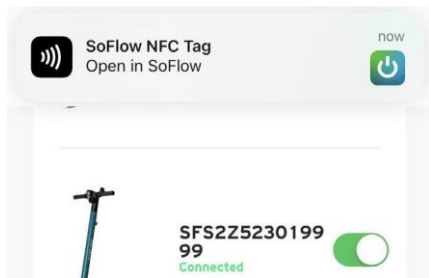 now
SoFlow NFC Tag
Open in SoFlow
SFS2Z5230199
99
Connected